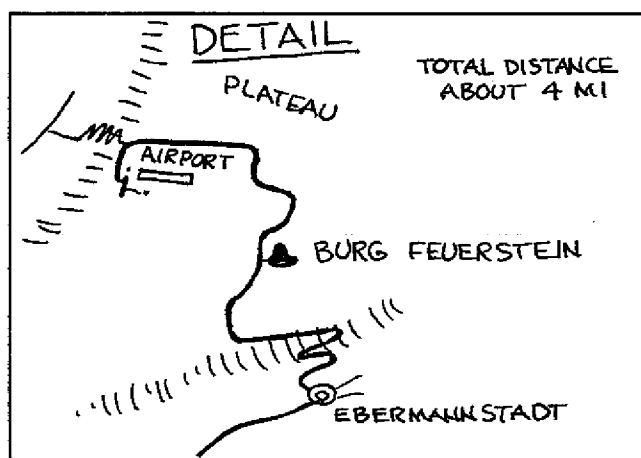 DETAIL
PLATEAU
TOTAL DISTANCE
ABOUT 4 MI
AIRPORT
BURG FEUERSTEIN
EBERMANNSTADT